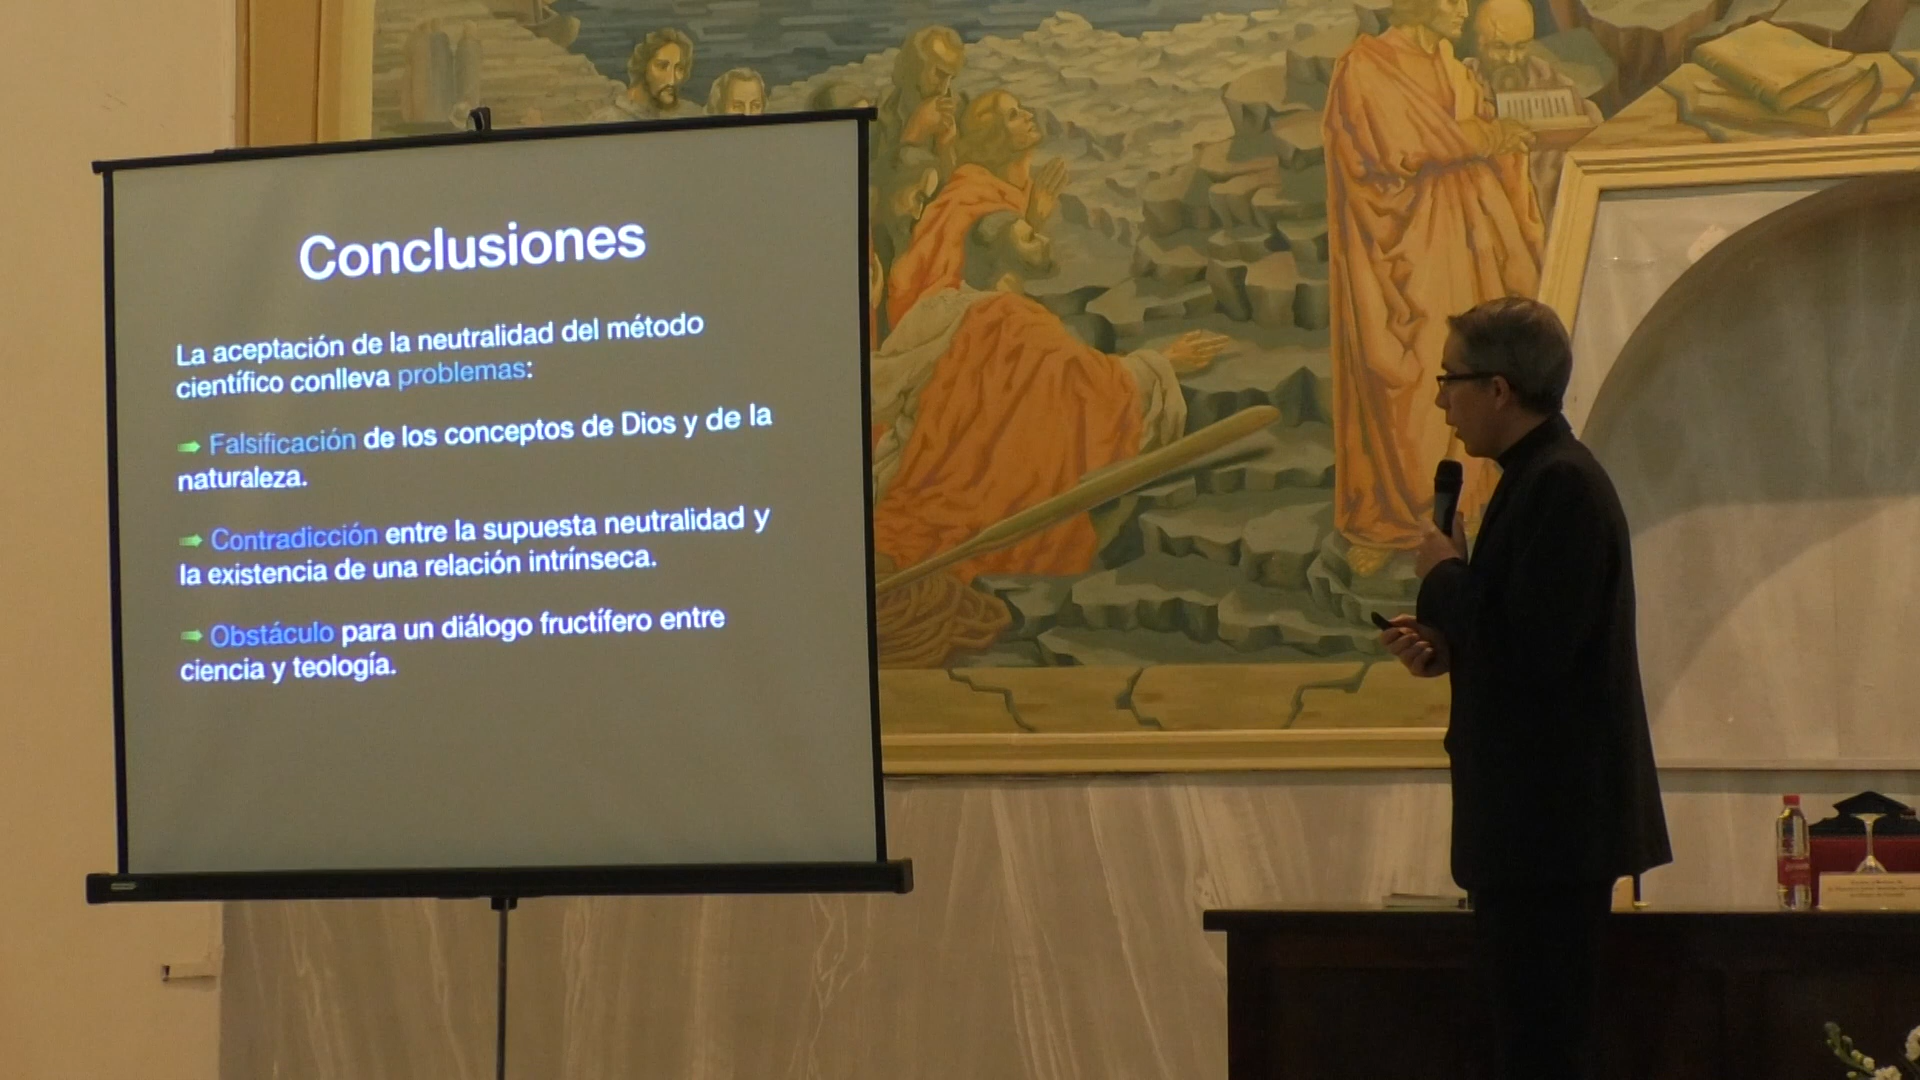 Conclusiones
La aceptación de la neutralidad del método
científico conlleva problemas:
➡ Falsificación de los conceptos de Dios y de la
naturaleza.
➡ Contradicción entre la supuesta neutralidad y
la existencia de una relación intrínseca.
➡ Obstáculo para un diálogo fructífero entre
ciencia y teología.